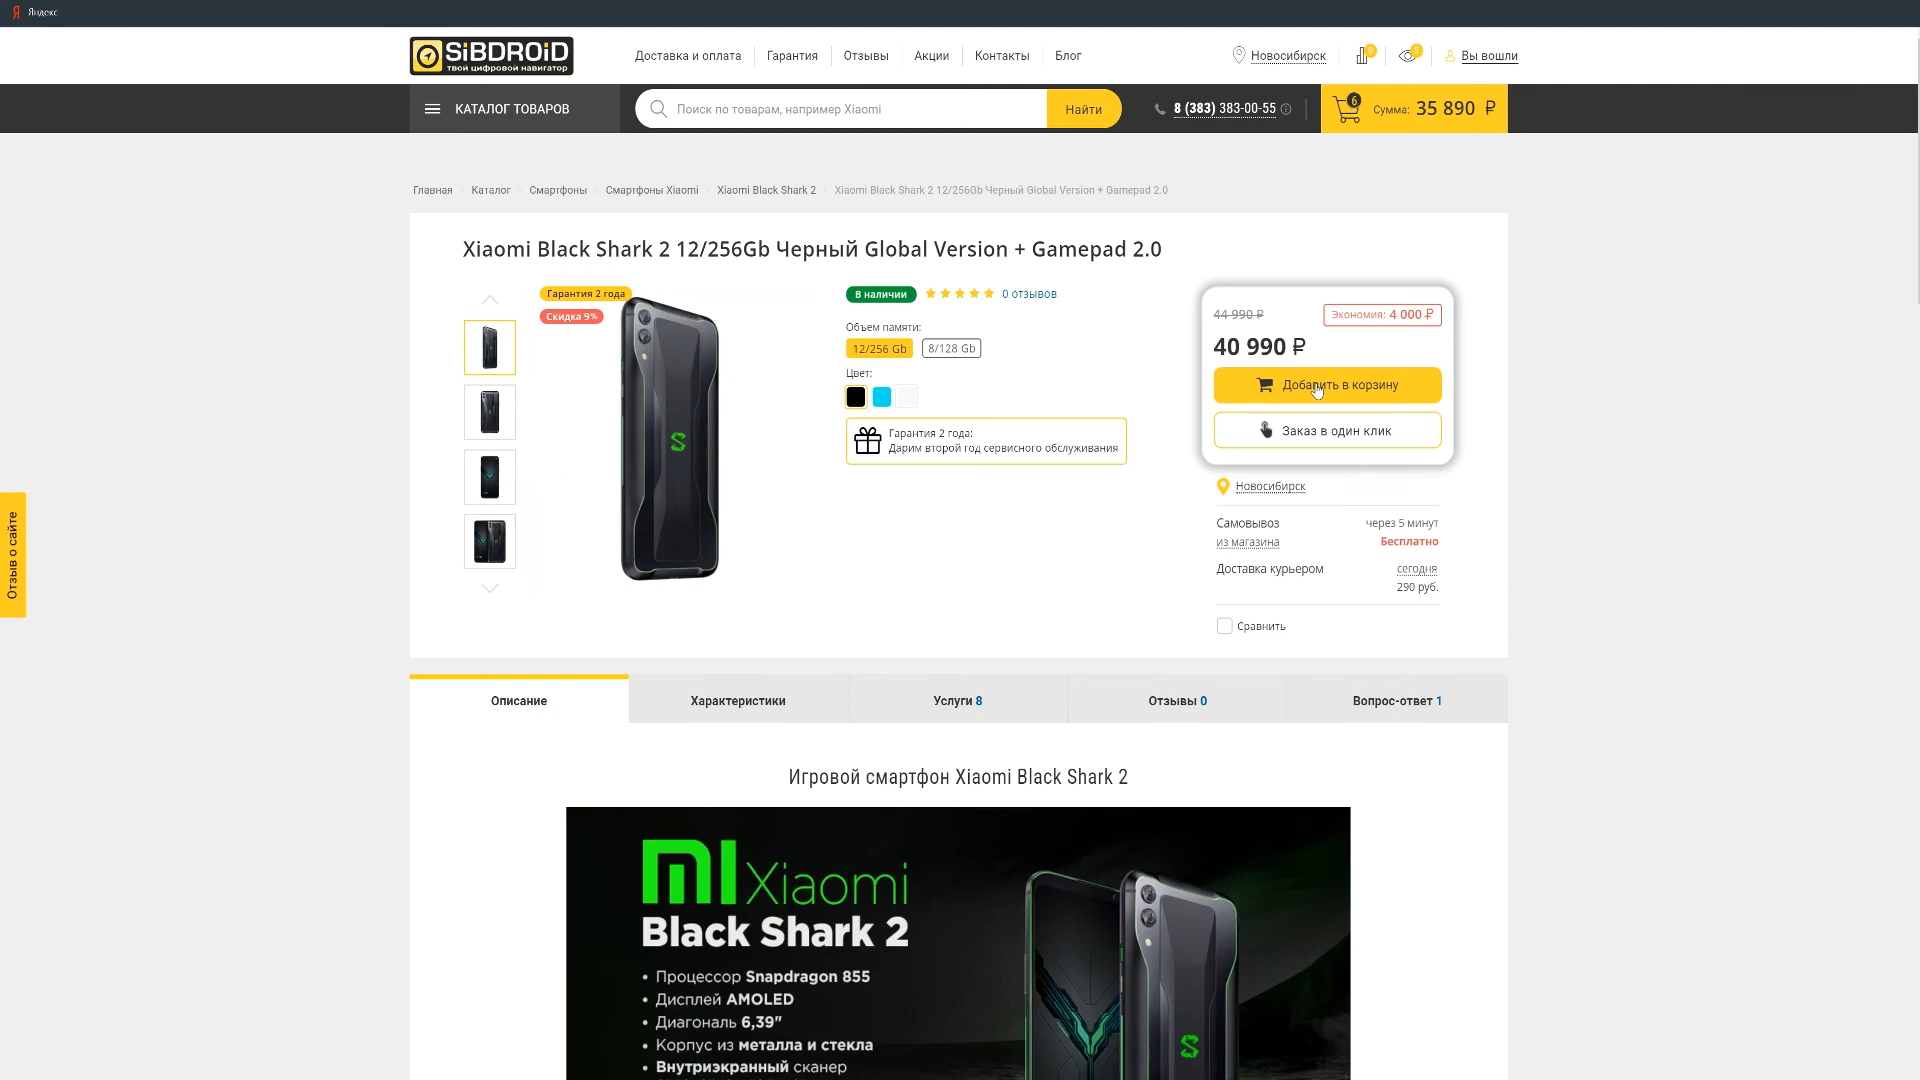 Я Яндекс
SiBDROiD
твой цифровой навигатор
Доставка и оплата
Гарантия
Отзывы
Акции
Контакты
Блог
Новосибирск
0
5
Вы вошли
КАТАЛОГ ТОВАРОВ
Поиск по товарам, например Xiaomi
Найти
8 (383) 383-00-55
6
Сумма: 35 890 ₽
Главная
Каталог
Смартфоны
Смартфоны Xiaomi
Xiaomi Black Shark 2
Xiaomi Black Shark 2 12/256Gb Черный Global Version + Gamepad 2.0
Xiaomi Black Shark 2 12/256Gb Черный Global Version + Gamepad 2.0
Гарантия 2 года
Скидка 9%
В наличии
0 отзывов
Объем памяти:
12/256 Gb
8/128 Gb
Цвет:
Гарантия 2 года:
Дарим второй год сервисного обслуживания
44 990 ₽
Экономия: 4 000 ₽
40 990 ₽
Добавить в корзину
Заказ в один клик
Новосибирск
Самовывоз
через 5 минут
из магазина
Бесплатно
Доставка курьером
сегодня
290 руб.
Сравнить
Отзыв о сайте
Описание
Характеристики
Услуги 8
Отзывы 0
Вопрос-ответ 1
Игровой смартфон Xiaomi Black Shark 2
mi Xiaomi
Black Shark 2
• Процессор Snapdragon 855
• Дисплей AMOLED
• Диагональ 6,39"
• Корпус из металла и стекла
• Внутриэкранный сканер